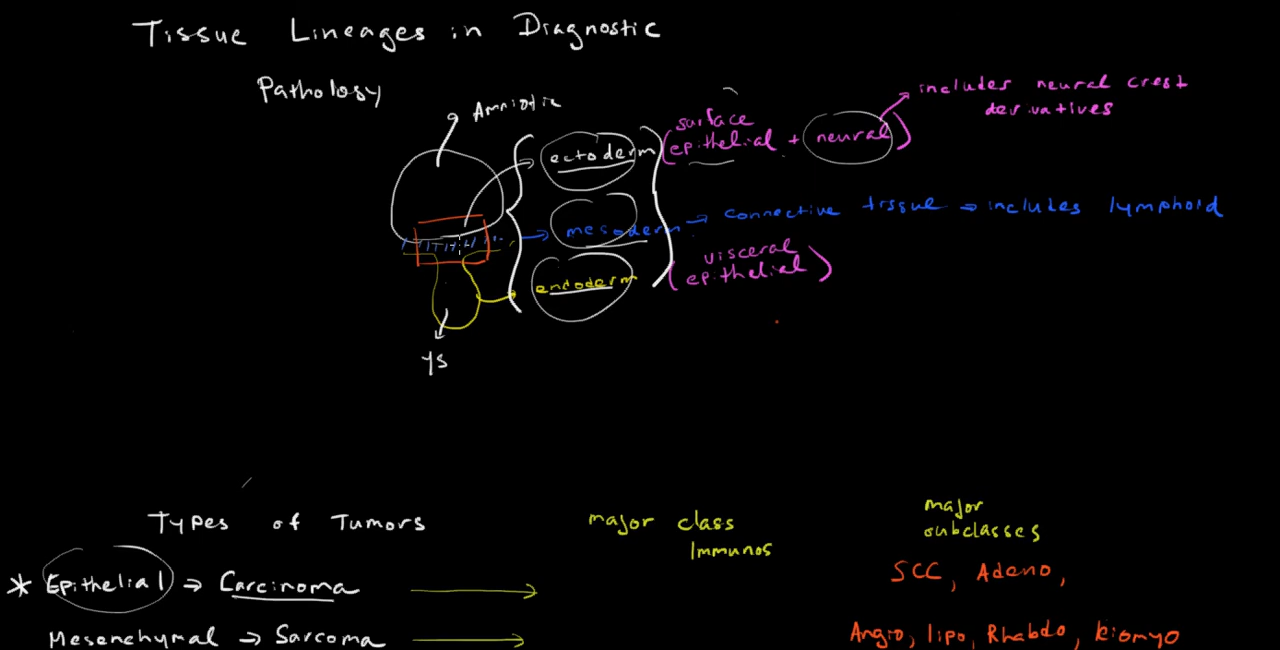 Tissue Lineages in Diagnostic
Pathology
Amniotic
includes neural crest
derivatives
(surface
epithelial + neural)
ectoderm
mesoderm → connective tissue → includes lymphoid
(visceral
epithelial)
endoderm
YS
Types of Tumors
major class
Immunos
major
subclasses
* Epithelial → Carcinoma →
SCC, Adeno,
Mesenchymal → Sarcoma →
Angio, lipo, Rhabdo, leiomyo